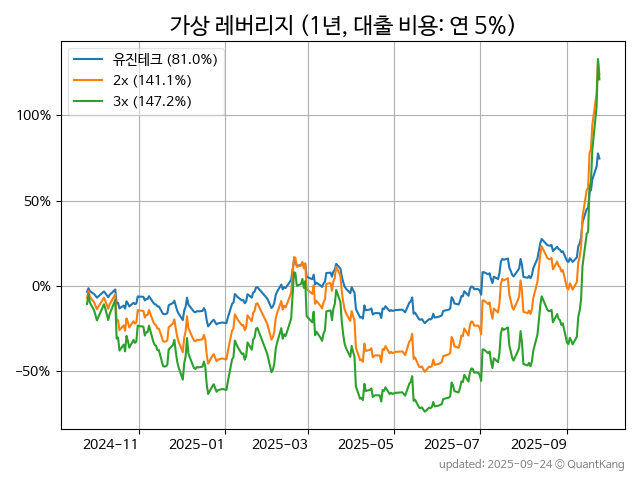 가상 레버리지 (1년, 대출 비용: 연 5%)
유진테크 (81.0%)
2x (141.1%)
3x (147.2%)
100%
50%
0%
−50%
2024−11 2025−01 2025−03 2025−05 2025−07 2025−09
updated: 2025-09-24 © QuantKang